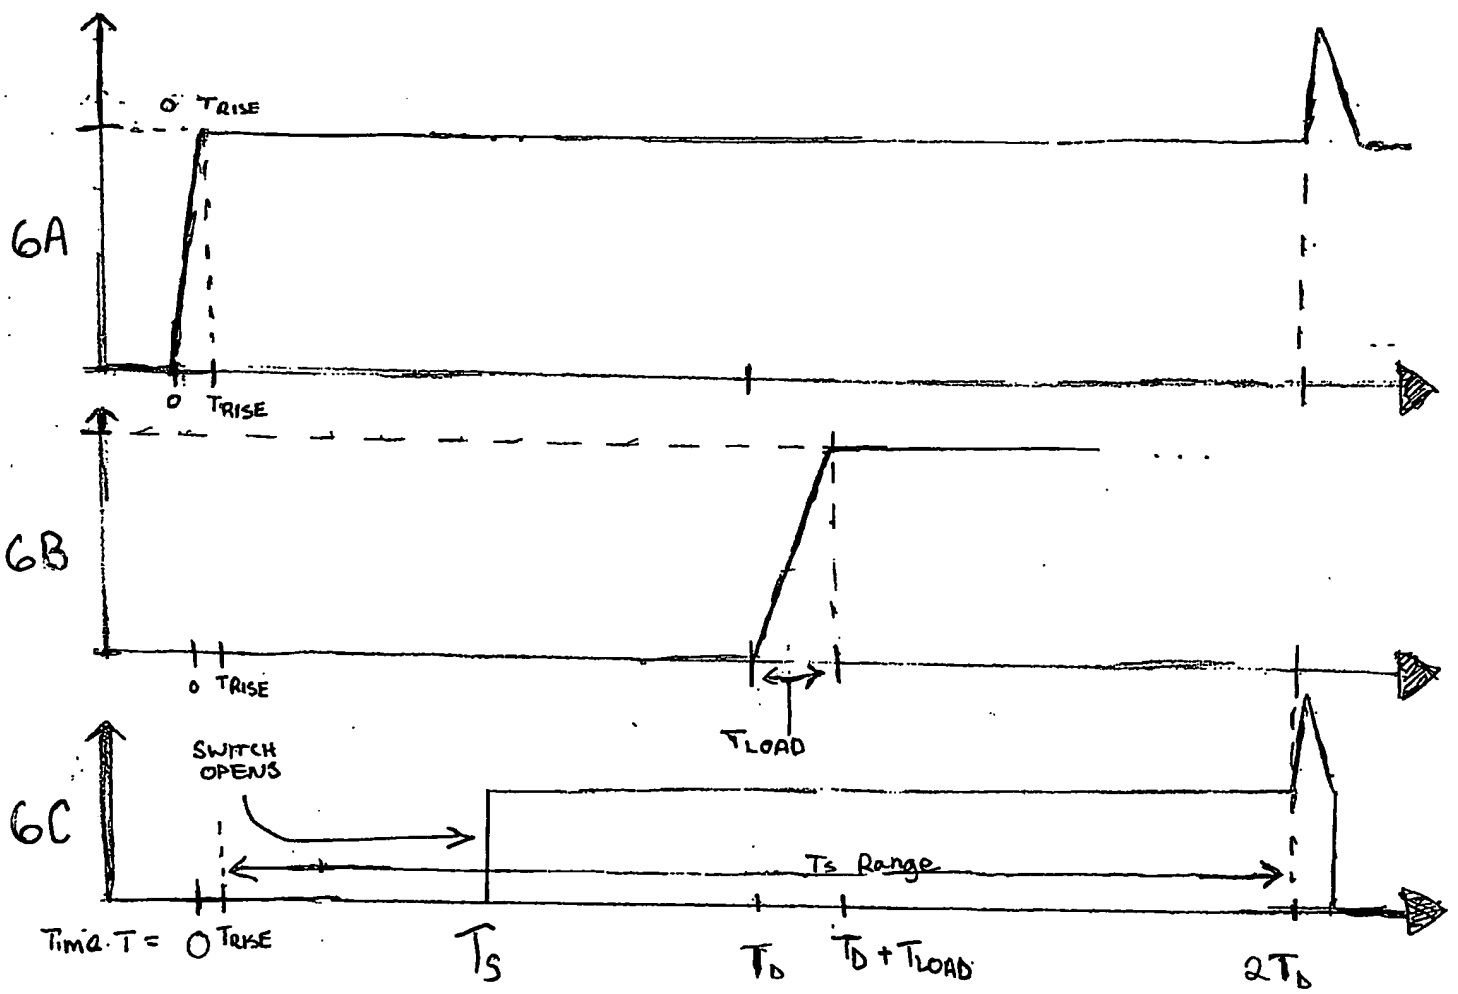 0 TRISE
6A
0 TRISE
6B
0 TRISE
TLOAD
SWITCH
OPENS
6C
Ts Range
Time. T = 0 TRISE
TS
TD
TD + TLOAD
2TD